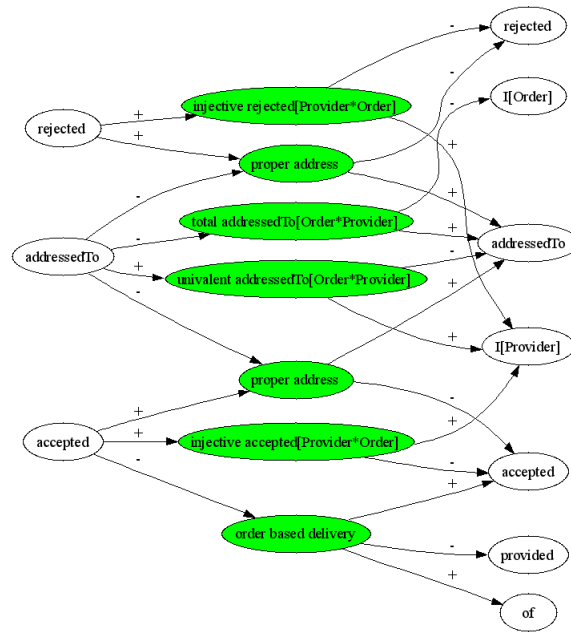 rejected
injective rejected[Provider*Order]
I[Order]
rejected
proper address
total addressedTo[Order*Provider]
addressedTo
addressedTo
univalent addressedTo[Order*Provider]
I[Provider]
proper address
accepted
injective accepted[Provider*Order]
accepted
order based delivery
provided
of
-
-
-
+
+
+
+
-
+
-
-
+
-
+
+
+
-
+
-
-
+
-
+